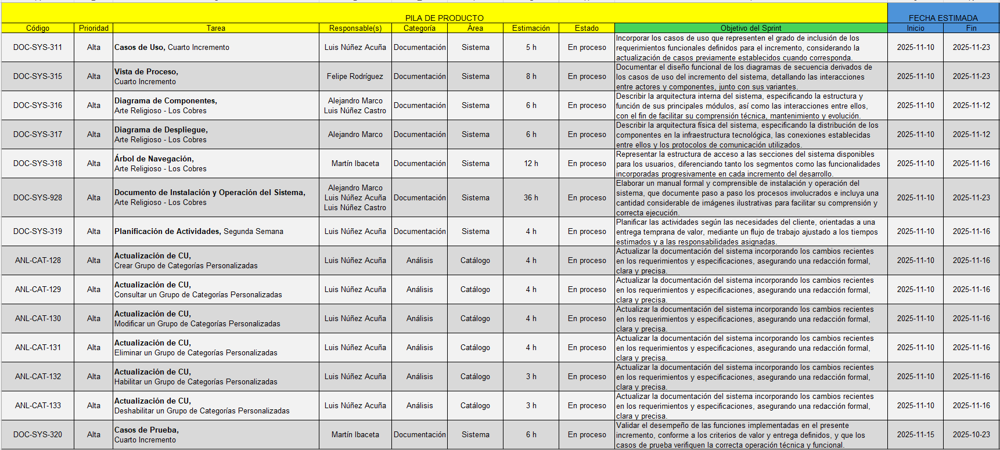 PILA DE PRODUCTO FECHA ESTIMADA
Código Prioridad Tarea Responsable(s) Categoría Área Estimación Estado Objetivo del Sprint Inicio Fin
DOC-SYS-311 Alta Casos de Uso, Cuarto Incremento Luis Núñez Acuña Documentación Sistema 5 h En proceso
Incorporar los casos de uso que representen el grado de inclusión de los
requerimientos funcionales definidos para el incremento, considerando la
actualización de casos previamente establecidos cuando corresponda.
2025-11-10 2025-11-23
DOC-SYS-315 Alta
Vista de Proceso,
Cuarto Incremento
Felipe Rodríguez Documentación Sistema 8 h En proceso
Documentar el diseño funcional de los diagramas de secuencia derivados de
los casos de uso del incremento del sistema, detallando las interacciones
entre actores y componentes, junto con sus variantes.
2025-11-10 2025-11-23
DOC-SYS-316 Alta
Diagrama de Componentes,
Arte Religioso - Los Cobres
Alejandro Marco
Luis Núñez Castro
Documentación Sistema 6 h En proceso
Describir la arquitectura interna del sistema, especificando la estructura y
función de sus principales módulos, así como las interacciones entre ellos,
con el fin de facilitar su comprensión técnica, mantenimiento y evolución.
2025-11-10 2025-11-12
DOC-SYS-317 Alta
Diagrama de Despliegue,
Arte Religioso - Los Cobres
Alejandro Marco Documentación Sistema 6 h En proceso
Describir la arquitectura física del sistema, especificando la distribución de los
componentes en la infraestructura tecnológica, las conexiones establecidas
entre ellos y los protocolos de comunicación utilizados.
2025-11-10 2025-11-12
DOC-SYS-318 Alta
Árbol de Navegación,
Arte Religioso - Los Cobres
Martín Ibaceta Documentación Sistema 12 h En proceso
Representar la estructura de acceso a las secciones del sistema disponibles
para los usuarios, diferenciando tanto los segmentos como las funcionalidades
incorporadas progresivamente en cada incremento del desarrollo.
2025-11-10 2025-11-16
DOC-SYS-928 Alta
Documento de Instalación y Operación del Sistema,
Arte Religioso - Los Cobres
Alejandro Marco
Luis Núñez Acuña
Luis Núñez Castro
Documentación Sistema 36 h En proceso
Elaborar un manual formal y comprensible de instalación y operación del
sistema, que documente paso a paso los procesos involucrados e incluya una
cantidad considerable de imágenes ilustrativas para facilitar su comprensión y
correcta ejecución.
2025-11-10 2025-11-23
DOC-SYS-319 Alta Planificación de Actividades, Segunda Semana Luis Núñez Acuña Documentación Sistema 4 h En proceso
Planificar las actividades según las necesidades del cliente, orientadas a una
entrega temprana de valor, mediante un flujo de trabajo ajustado a los tiempos
estimados y a las responsabilidades asignadas.
2025-11-10 2025-11-16
ANL-CAT-128 Alta
Actualización de CU,
Crear Grupo de Categorías Personalizadas
Luis Núñez Acuña Análisis Catálogo 4 h En proceso
Actualizar la documentación del sistema incorporando los cambios recientes
en los requerimientos y especificaciones, asegurando una redacción formal,
clara y precisa.
2025-11-10 2025-11-16
ANL-CAT-129 Alta
Actualización de CU,
Consultar un Grupo de Categorías Personalizadas
Luis Núñez Acuña Análisis Catálogo 4 h En proceso
Actualizar la documentación del sistema incorporando los cambios recientes
en los requerimientos y especificaciones, asegurando una redacción formal,
clara y precisa.
2025-11-10 2025-11-16
ANL-CAT-130 Alta
Actualización de CU,
Modificar un Grupo de Categorías Personalizadas
Luis Núñez Acuña Análisis Catálogo 4 h En proceso
Actualizar la documentación del sistema incorporando los cambios recientes
en los requerimientos y especificaciones, asegurando una redacción formal,
clara y precisa.
2025-11-10 2025-11-16
ANL-CAT-131 Alta
Actualización de CU,
Eliminar un Grupo de Categorías Personalizadas
Luis Núñez Acuña Análisis Catálogo 4 h En proceso
Actualizar la documentación del sistema incorporando los cambios recientes
en los requerimientos y especificaciones, asegurando una redacción formal,
clara y precisa.
2025-11-10 2025-11-16
ANL-CAT-132 Alta
Actualización de CU,
Habilitar un Grupo de Categorías Personalizadas
Luis Núñez Acuña Análisis Catálogo 3 h En proceso
Actualizar la documentación del sistema incorporando los cambios recientes
en los requerimientos y especificaciones, asegurando una redacción formal,
clara y precisa.
2025-11-10 2025-11-16
ANL-CAT-133 Alta
Actualización de CU,
Deshabilitar un Grupo de Categorías Personalizadas
Luis Núñez Acuña Análisis Catálogo 3 h En proceso
Actualizar la documentación del sistema incorporando los cambios recientes
en los requerimientos y especificaciones, asegurando una redacción formal,
clara y precisa.
2025-11-10 2025-11-16
DOC-SYS-320 Alta
Casos de Prueba,
Cuarto Incremento
Martín Ibaceta Documentación Sistema 6 h En proceso
Validar el desempeño de las funciones implementadas en el presente
incremento, conforme a los criterios de valor y entrega definidos, y que los
casos de prueba verifiquen la correcta operación técnica y funcional.
2025-11-15 2025-10-23